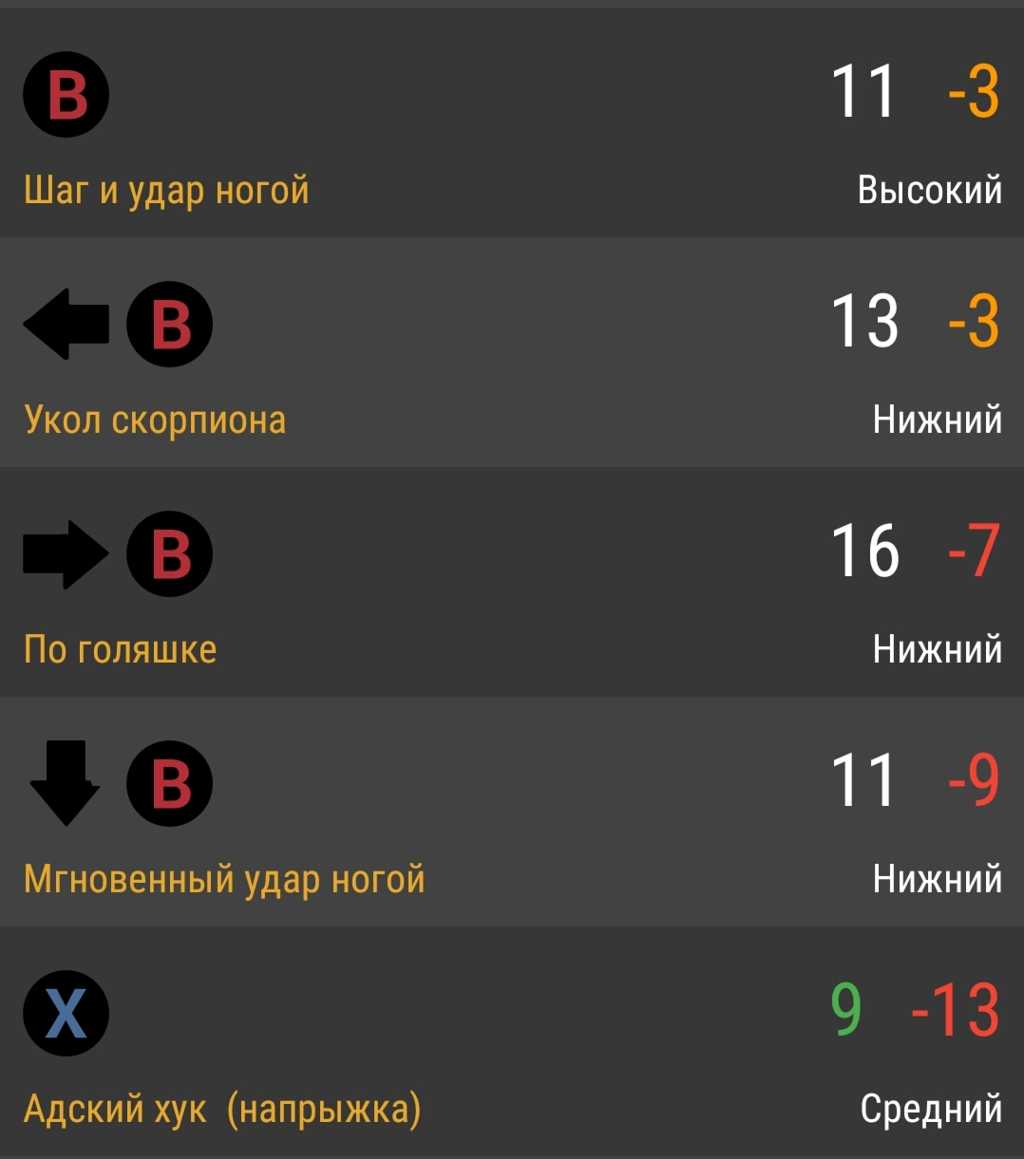 B 11 -3
Шаг и удар ногой Высокий
B 13 -3
Укол скорпиона Нижний
B 16 -7
По голяшке Нижний
B 11 -9
Мгновенный удар ногой Нижний
X 9 -13
Адский хук (напрыжка) Средний